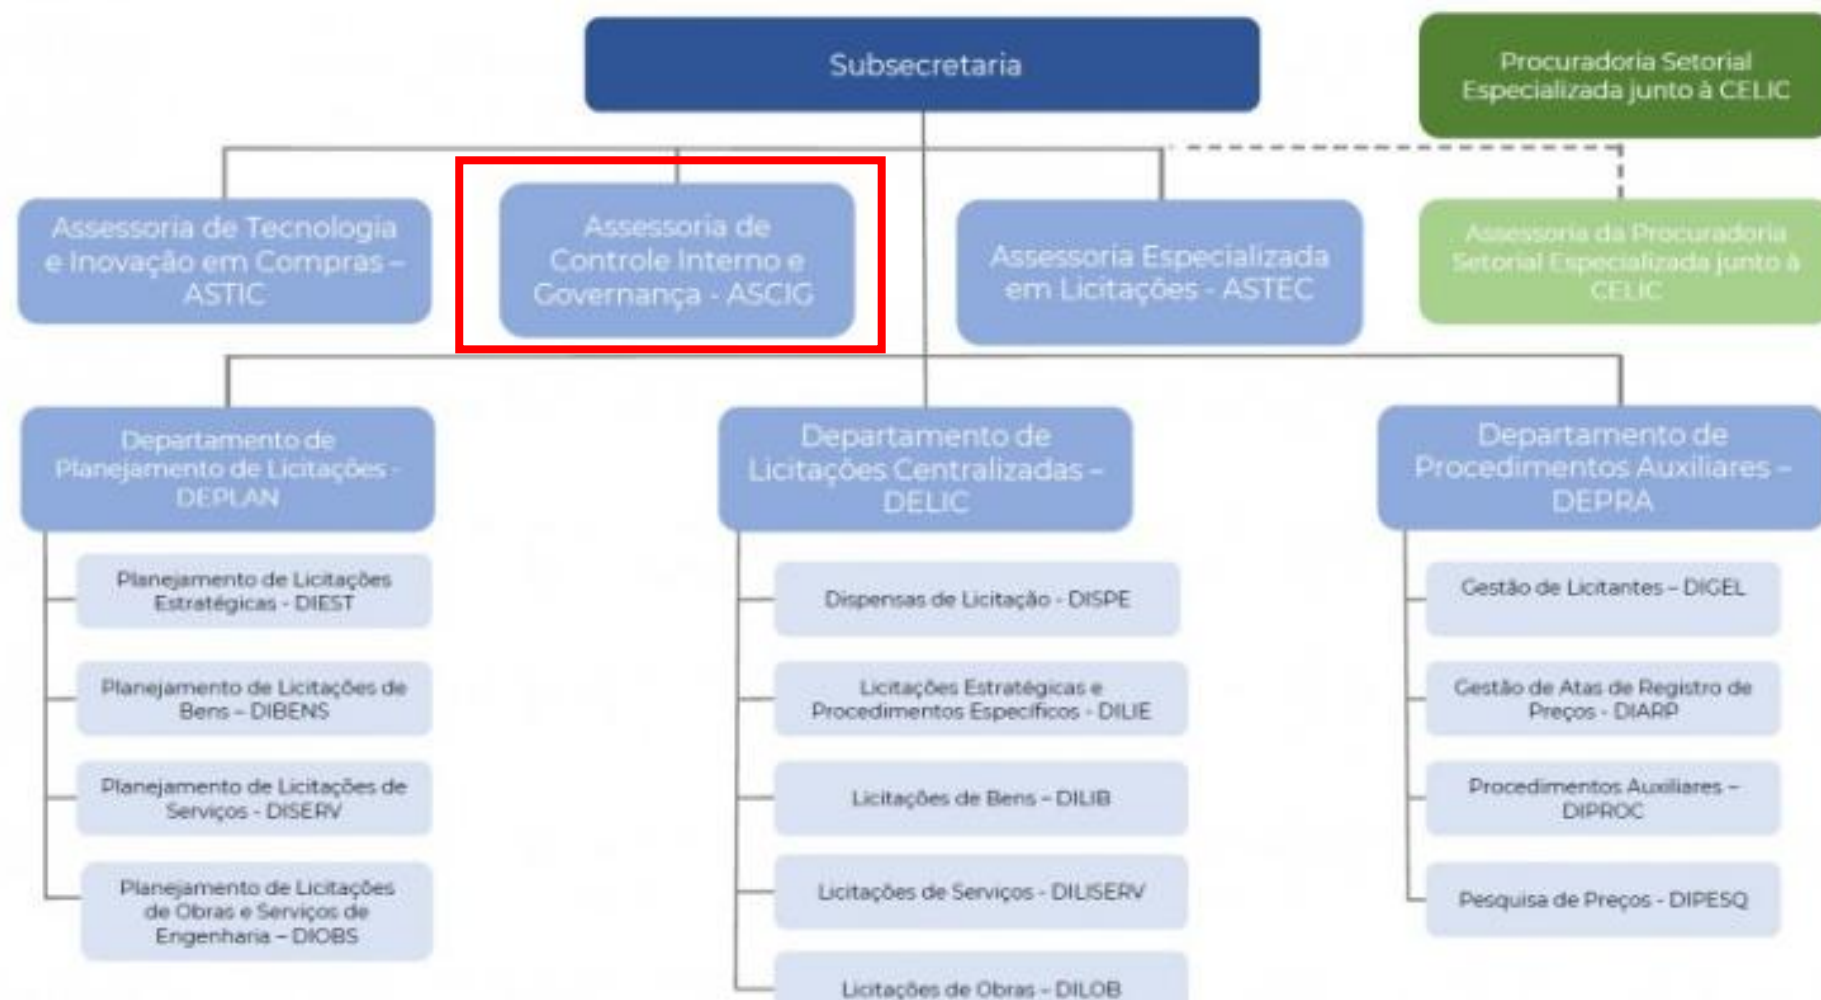 Subsecretaria
Procuradoria Setorial
Especializada junto à CELIC
Assessoria de Tecnologia
e Inovação em Compras –
ASTIC
Assessoria de
Controle Interno e
Governança - ASCIG
Assessoria Especializada
em Licitações - ASTEC
Assessoria da Procuradoria
Setorial Especializada junto à
CELIC
Departamento de
Planejamento de Licitações -
DEPLAN
Departamento de
Licitações Centralizadas –
DELIC
Departamento de
Procedimentos Auxiliares –
DEPRA
Planejamento de Licitações
Estratégicas - DIEST
Planejamento de Licitações de
Bens – DIBENS
Planejamento de Licitações de
Serviços - DISERV
Planejamento de Licitações
de Obras e Serviços de
Engenharia – DIOBS
Dispensas de Licitação - DISPE
Licitações Estratégicas e
Procedimentos Específicos - DILIE
Licitações de Bens – DILIB
Licitações de Serviços - DILISERV
Licitações de Obras – DILOB
Gestão de Licitantes – DIGEL
Gestão de Atas de Registro de
Preços - DIARP
Procedimentos Auxiliares –
DIPROC
Pesquisa de Preços - DIPESQ